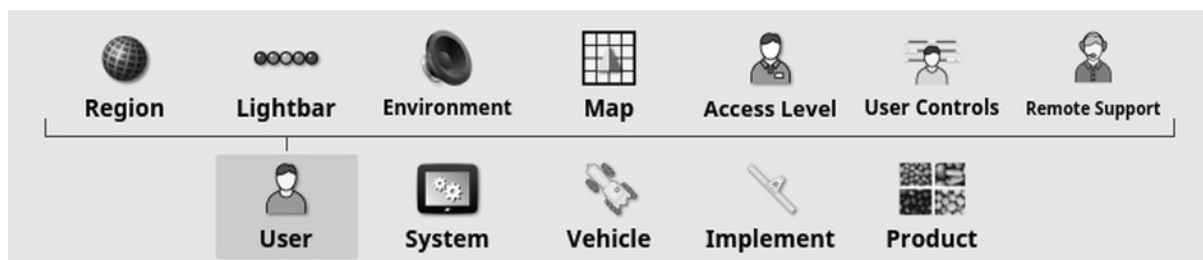 Region Lightbar Environment Map Access Level User Controls Remote Support
User System Vehicle Implement Product